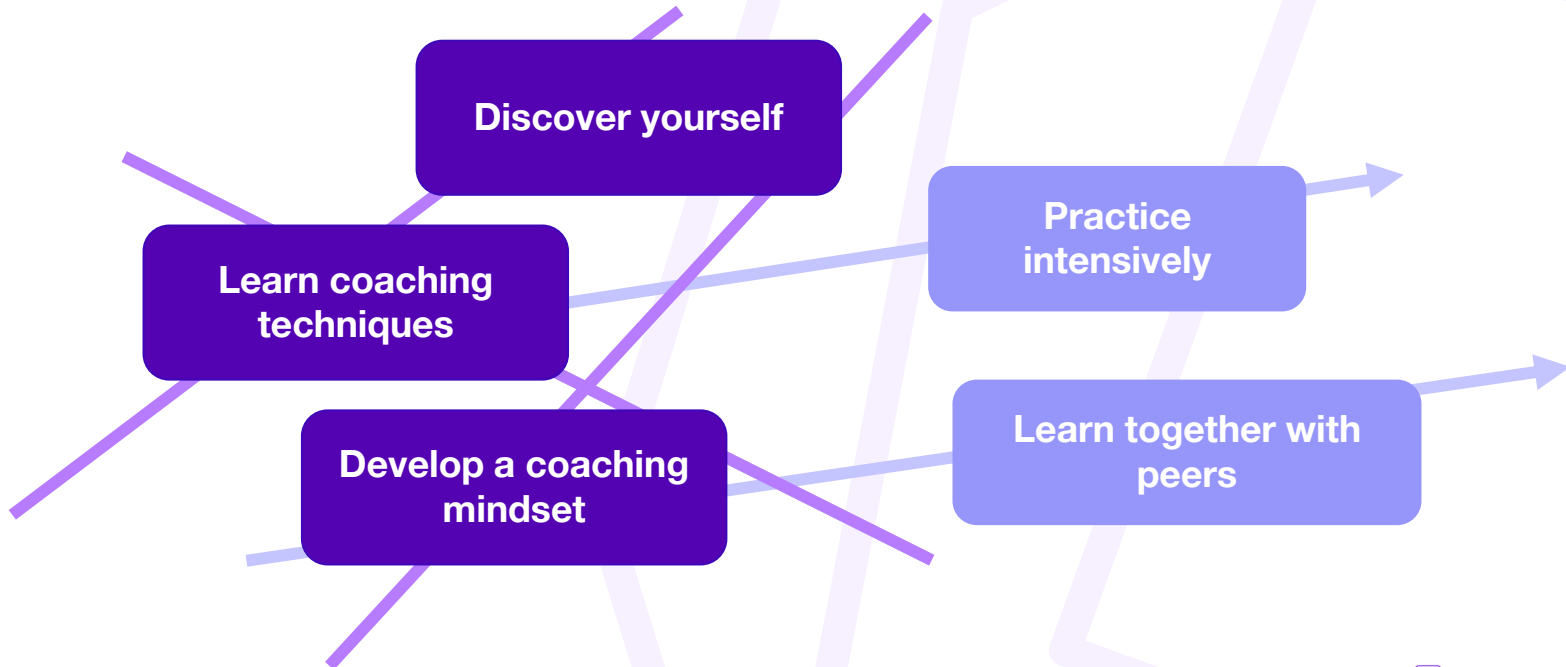 Discover yourself
Learn coaching
techniques
Develop a coaching
mindset
Practice
intensively
Learn together with
peers